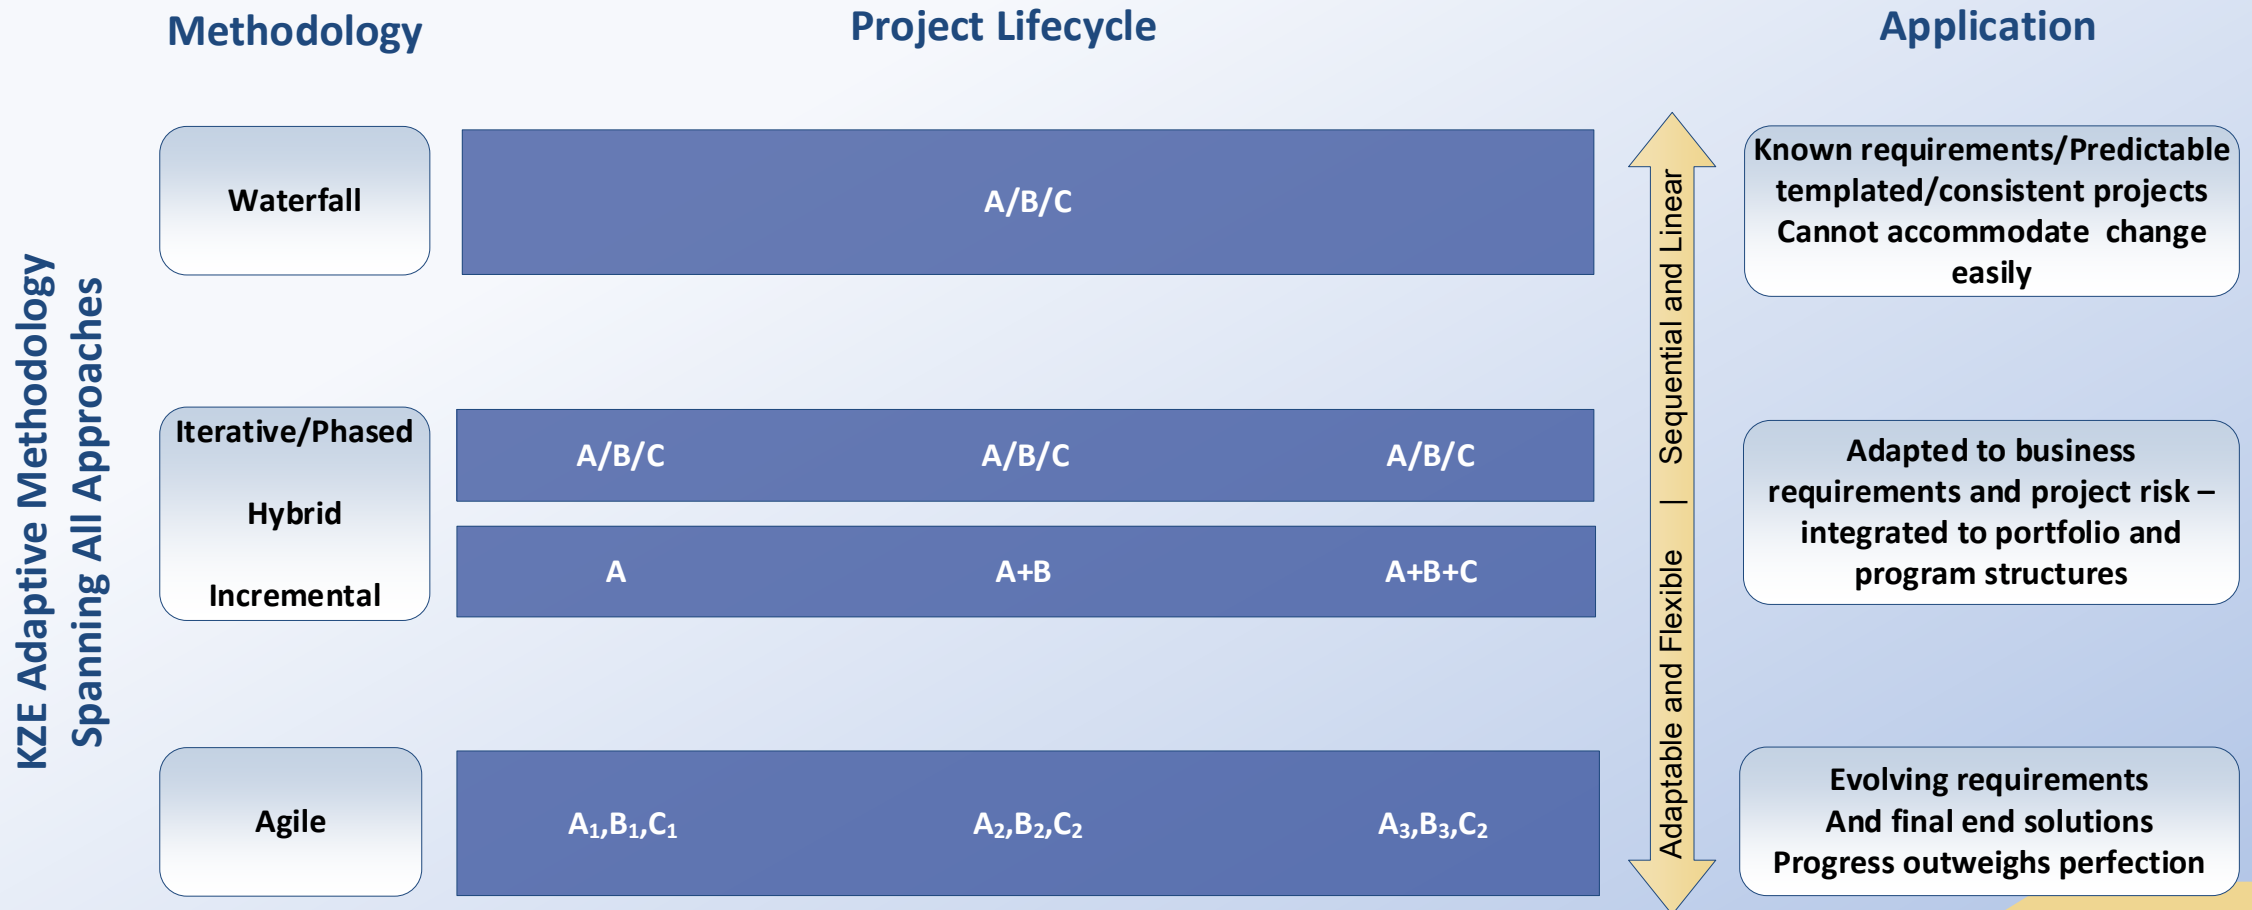 Methodology
Project Lifecycle
Application
KZE Adaptive Methodology
Spanning All Approaches
Waterfall
A/B/C
Known requirements/Predictable
templated/consistent projects
Cannot accommodate change
easily
Iterative/Phased
Hybrid
Incremental
A/B/C A/B/C A/B/C
A A+B A+B+C
Adapted to business
requirements and project risk –
integrated to portfolio and
program structures
Agile
A₁,B₁,C₁ A₂,B₂,C₂ A₃,B₃,C₂
Adaptable and Flexible | Sequential and Linear
Evolving requirements
And final end solutions
Progress outweighs perfection